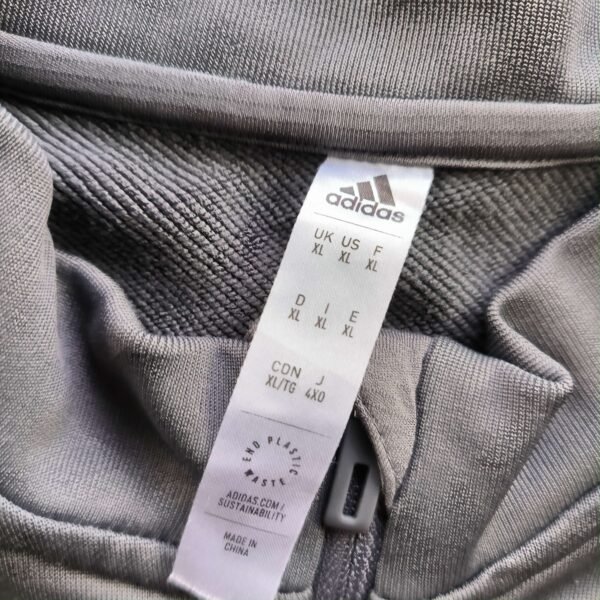 adidas
UK US F
XL XL XL
D I E
XL XL XL
CDN J
XL/TG 4XO
END PLASTIC WASTE
ADIDAS.COM/
SUSTAINABILITY
MADE IN
CHINA